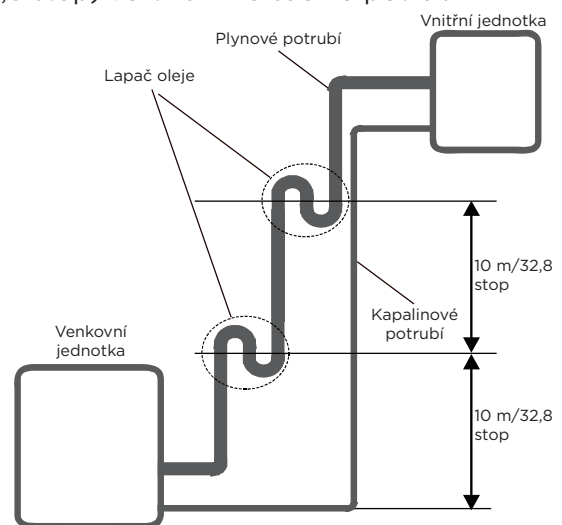 Vnitřní jednotka
Plynové potrubí
Lapač oleje
10 m/32,8
stop
Kapalinové
potrubí
Venkovní
jednotka
10 m/32,8
stop